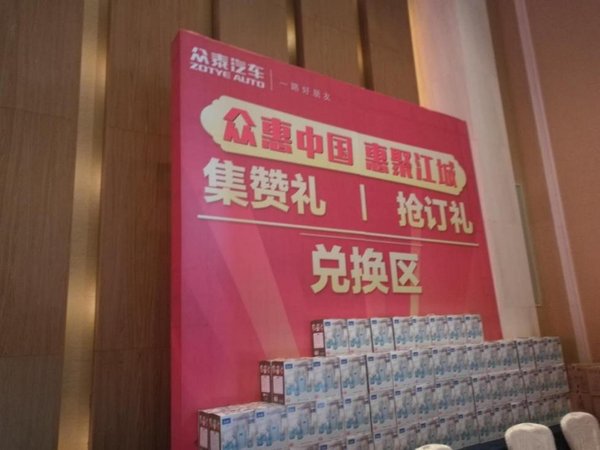 众泰汽车
ZOTYE AUTO
一路好朋友
众惠中国 惠聚江城
集赞礼 | 抢订礼
兑换区